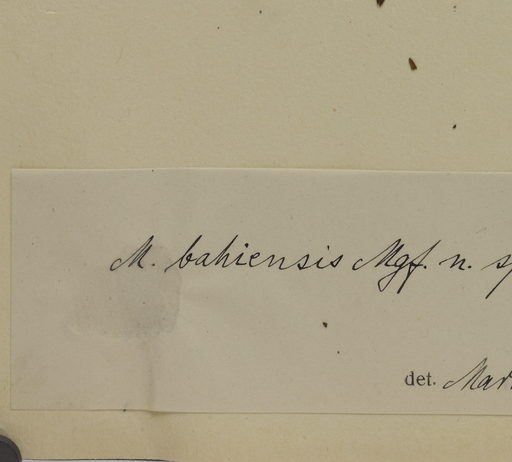 M. bahiensis Mgf. n. sp
det. Mar